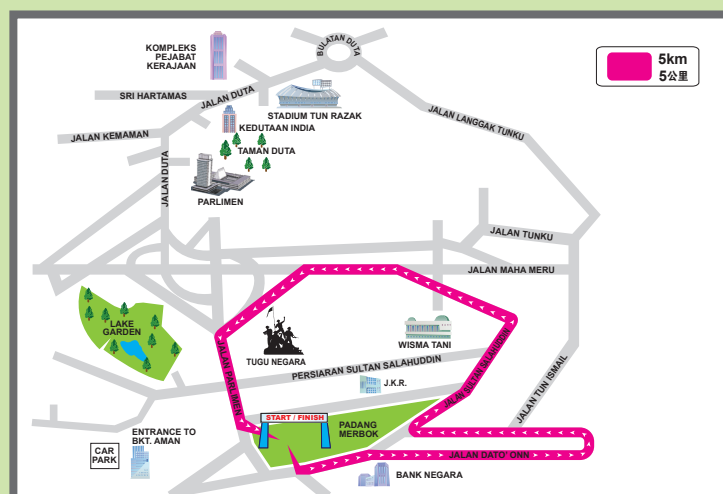 KOMPLEKS
PEJABAT
KERAJAAN
BULATAN DUTA
5km
5公里
SRI HARTAMAS
JALAN DUTA
STADIUM TUN RAZAK
JALAN LANGGAK TUNKU
KEDUTAAN INDIA
JALAN KEMAMAN
TAMAN DUTA
JALAN DUTA
PARLIMEN
JALAN TUNKU
JALAN MAHA MERU
LAKE
GARDEN
TUGU NEGARA
WISMA TANI
JALAN PARLIMEN
PERSIARAN SULTAN SALAHUDDIN
JALAN SULTAN SALAHUDDIN
J.K.R.
JALAN TUN ISMAIL
START / FINISH
PADANG
MERBOK
ENTRANCE TO
BKT. AMAN
CAR
PARK
JALAN DATO' ONN
BANK NEGARA